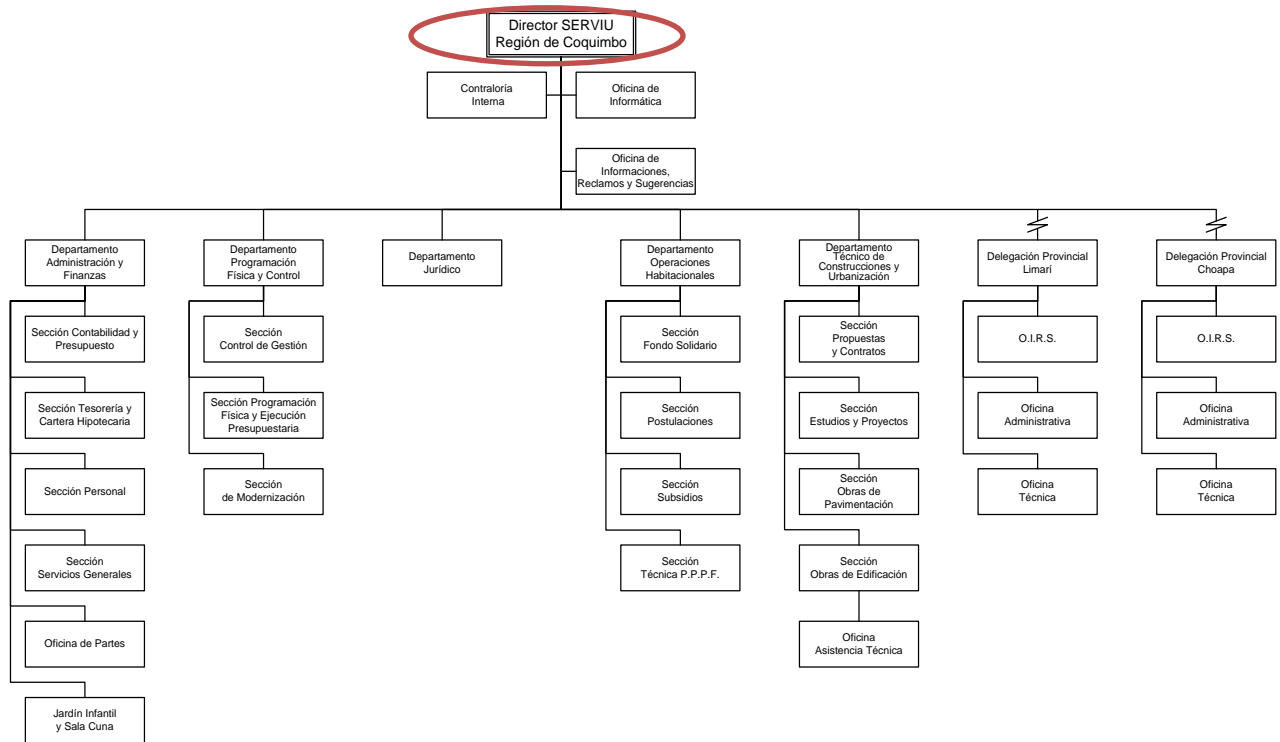 Director SERVIU
Región de Coquimbo
Contraloría
Interna
Oficina de
Informática
Oficina de
Informaciones,
Reclamos y Sugerencias
Departamento
Administración y
Finanzas
Departamento
Programación
Física y Control
Departamento
Jurídico
Departamento
Operaciones
Habitacionales
Departamento
Técnico de
Construcciones y
Urbanización
Delegación Provincial
Limarí
Delegación Provincial
Choapa
Sección Contabilidad y
Presupuesto
Sección
Control de Gestión
Sección
Fondo Solidario
Sección
Propuestas
y Contratos
O.I.R.S.
O.I.R.S.
Sección Tesorería y
Cartera Hipotecaria
Sección Programación
Física y Ejecución
Presupuestaria
Sección
Postulaciones
Sección
Estudios y Proyectos
Oficina
Administrativa
Oficina
Administrativa
Sección Personal
Sección
de Modernización
Sección
Subsidios
Sección
Obras de
Pavimentación
Oficina
Técnica
Oficina
Técnica
Sección
Servicios Generales
Sección
Técnica P.P.P.F.
Sección
Obras de Edificación
Oficina de Partes
Oficina
Asistencia Técnica
Jardín Infantil
y Sala Cuna